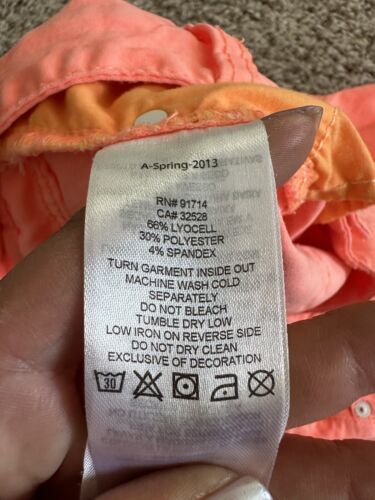 A-Spring-2013
RN# 91714
CA# 32528
66% LYOCELL
30% POLYESTER
4% SPANDEX
TURN GARMENT INSIDE OUT
MACHINE WASH COLD
SEPARATELY
DO NOT BLEACH
TUMBLE DRY LOW
LOW IRON ON REVERSE SIDE
DO NOT DRY CLEAN
EXCLUSIVE OF DECORATION
30